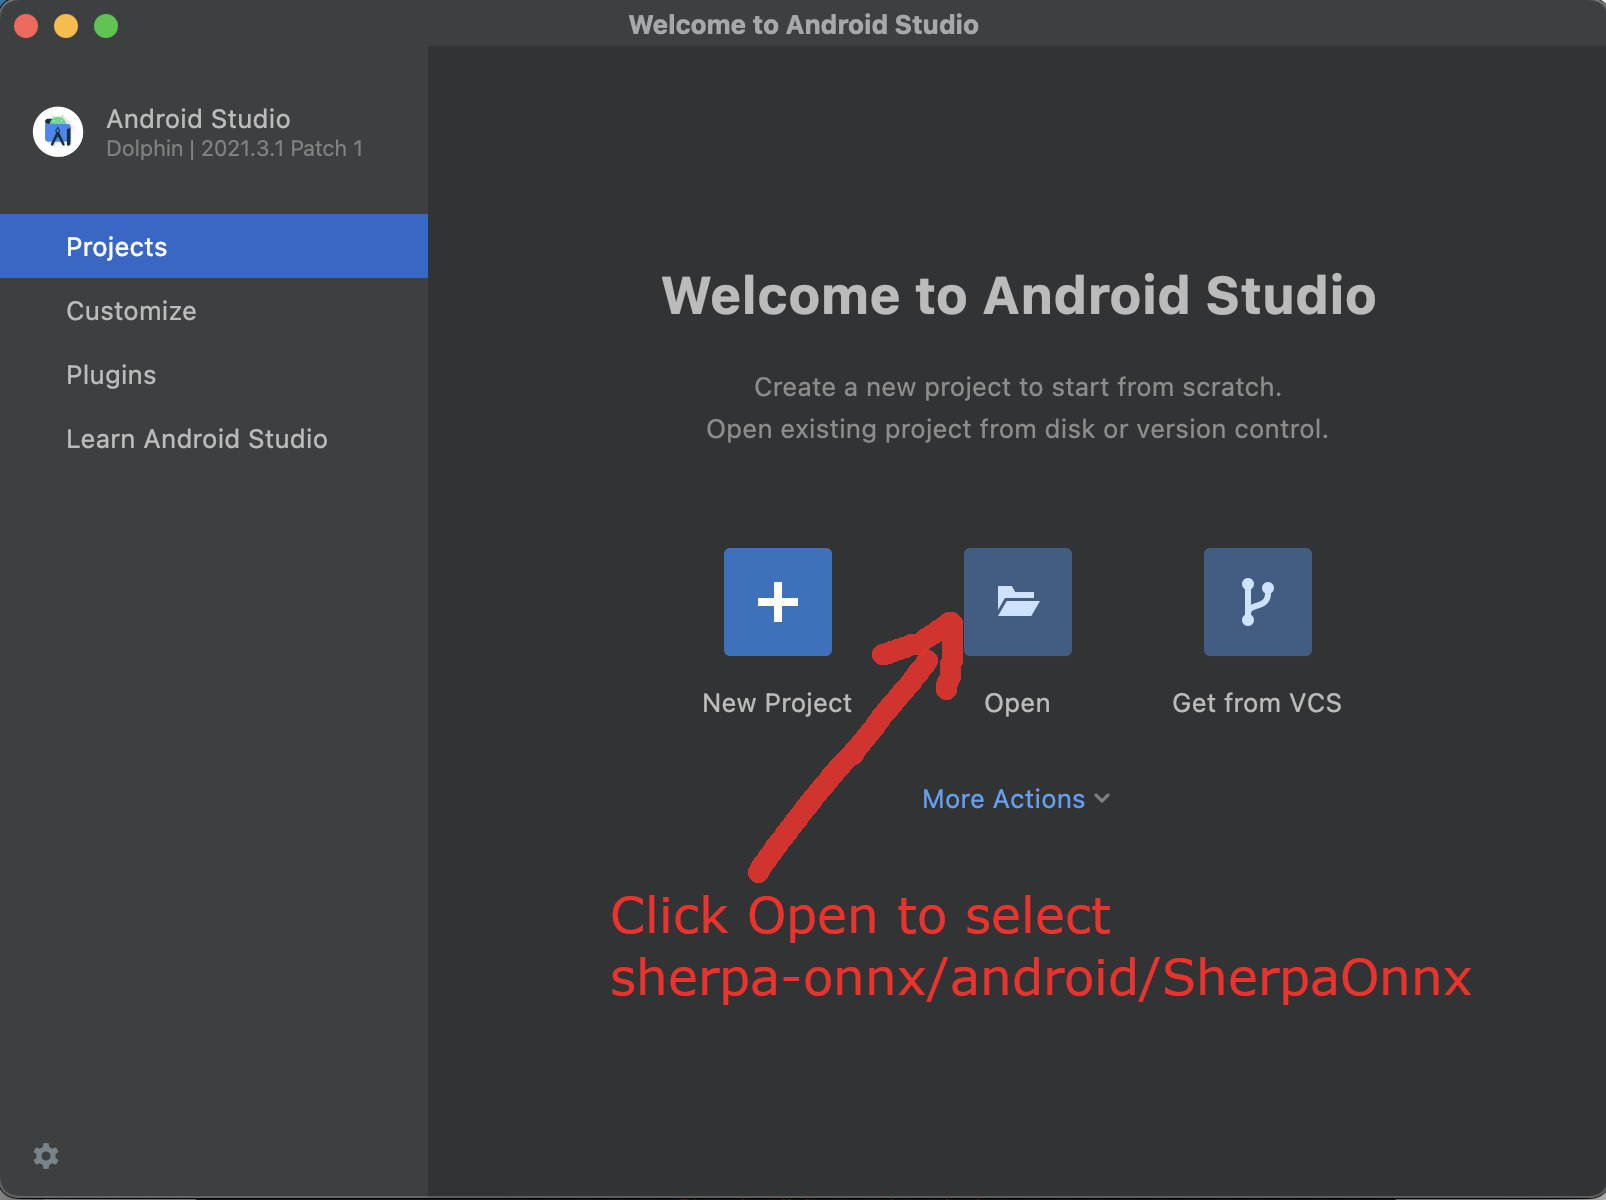 Welcome to Android Studio
Android Studio
Dolphin | 2021.3.1 Patch 1
Projects
Customize
Plugins
Learn Android Studio
Welcome to Android Studio
Create a new project to start from scratch.
Open existing project from disk or version control.
New Project
Open
Get from VCS
More Actions
Click Open to select
sherpa-onnx/android/SherpaOnnx